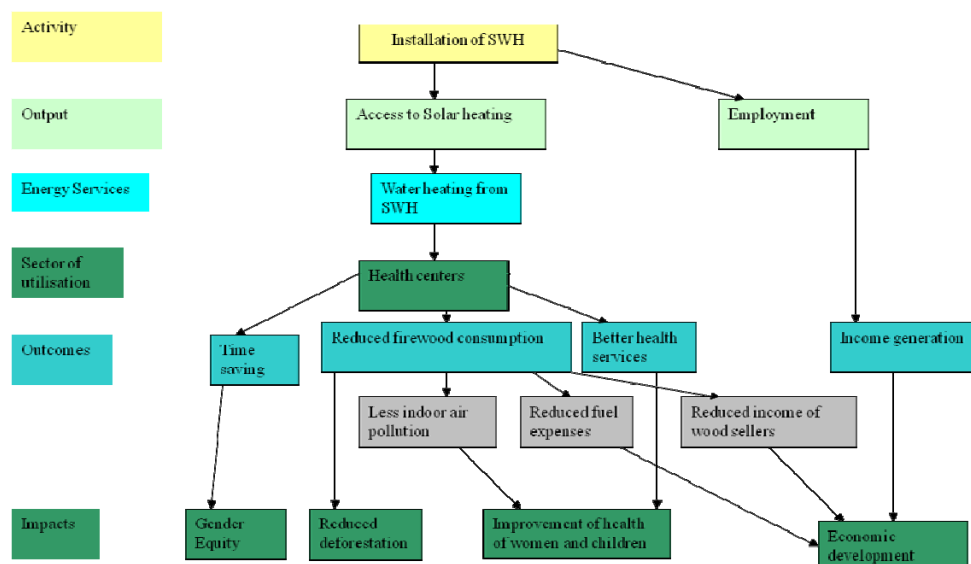 Activity
Installation of SWH
Output
Access to Solar heating
Employment
Energy Services
Water heating from
SWH
Sector of
utilisation
Health centers
Outcomes
Time
saving
Reduced firewood consumption
Better health
services
Income generation
Less indoor air
pollution
Reduced fuel
expenses
Reduced income of
wood sellers
Impacts
Gender
Equity
Reduced
deforestation
Improvement of health
of women and children
Economic
development